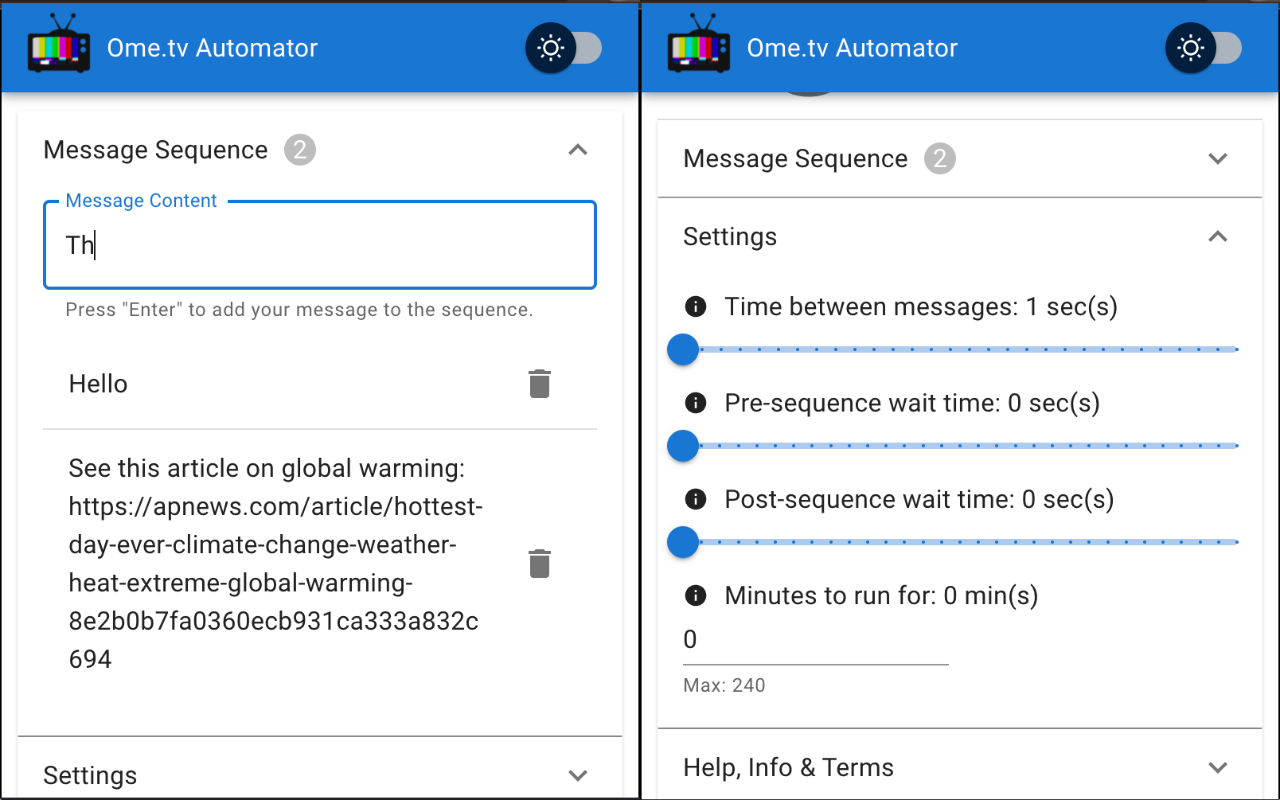 Ome.tv Automator
Message Sequence 2
Message Content
Th
Press "Enter" to add your message to the sequence.
Hello
See this article on global warming:
https://apnews.com/article/hottest-
day-ever-climate-change-weather-
heat-extreme-global-warming-
8e2b0b7fa0360ecb931ca333a832c
694
Settings
Ome.tv Automator
Message Sequence 2
Settings
Time between messages: 1 sec(s)
Pre-sequence wait time: 0 sec(s)
Post-sequence wait time: 0 sec(s)
Minutes to run for: 0 min(s)
0
Max: 240
Help, Info & Terms